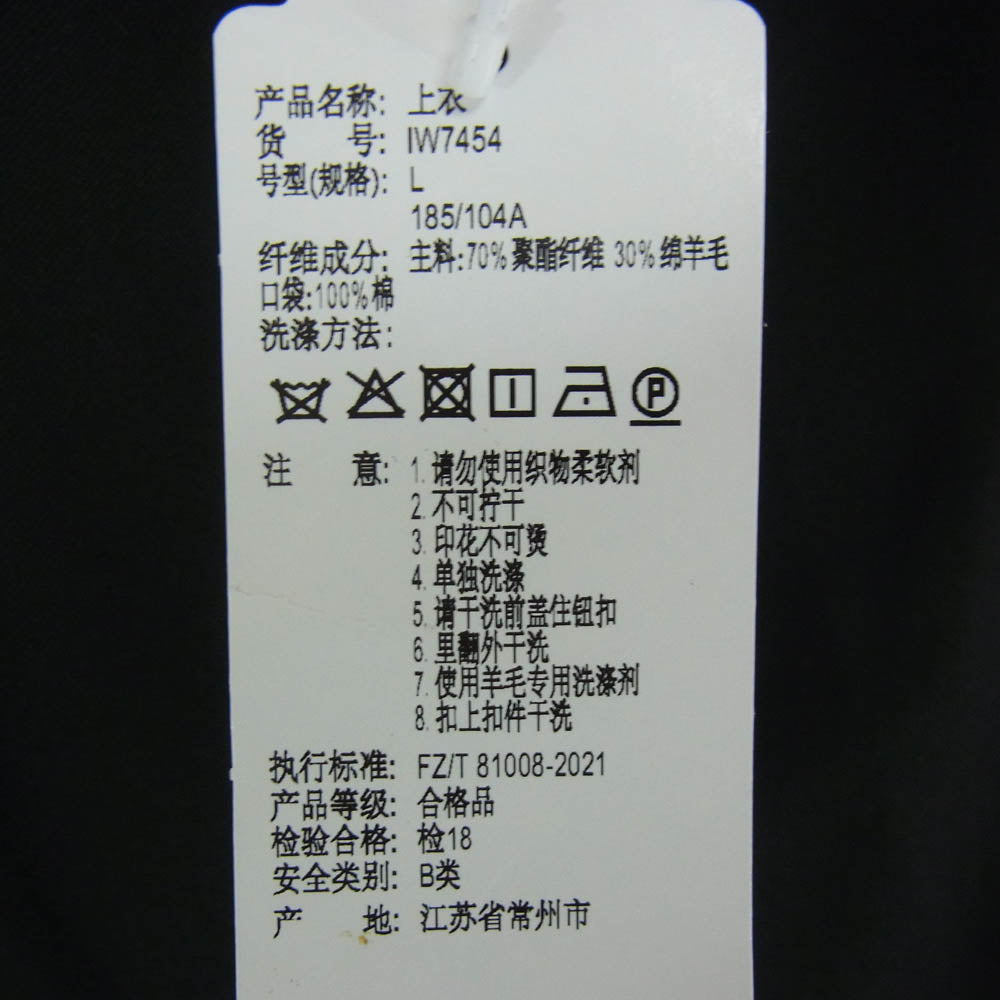 产品名称: 上衣
货 号: IW7454
号型(规格): L
185/104A
纤维成分: 主料:70% 聚酯纤维 30% 绵羊毛
口袋:100% 棉
洗涤方法:
P
注 意: 1. 请勿使用织物柔软剂
2. 不可拧干
3. 印花不可烫
4. 单独洗涤
5. 请干洗前盖住钮扣
6. 里翻外干洗
7. 使用羊毛专用洗涤剂
8. 扣上扣件干洗
执行标准: FZ/T 81008-2021
产品等级: 合格品
检验合格: 检18
安全类别: B类
产 地: 江苏省常州市